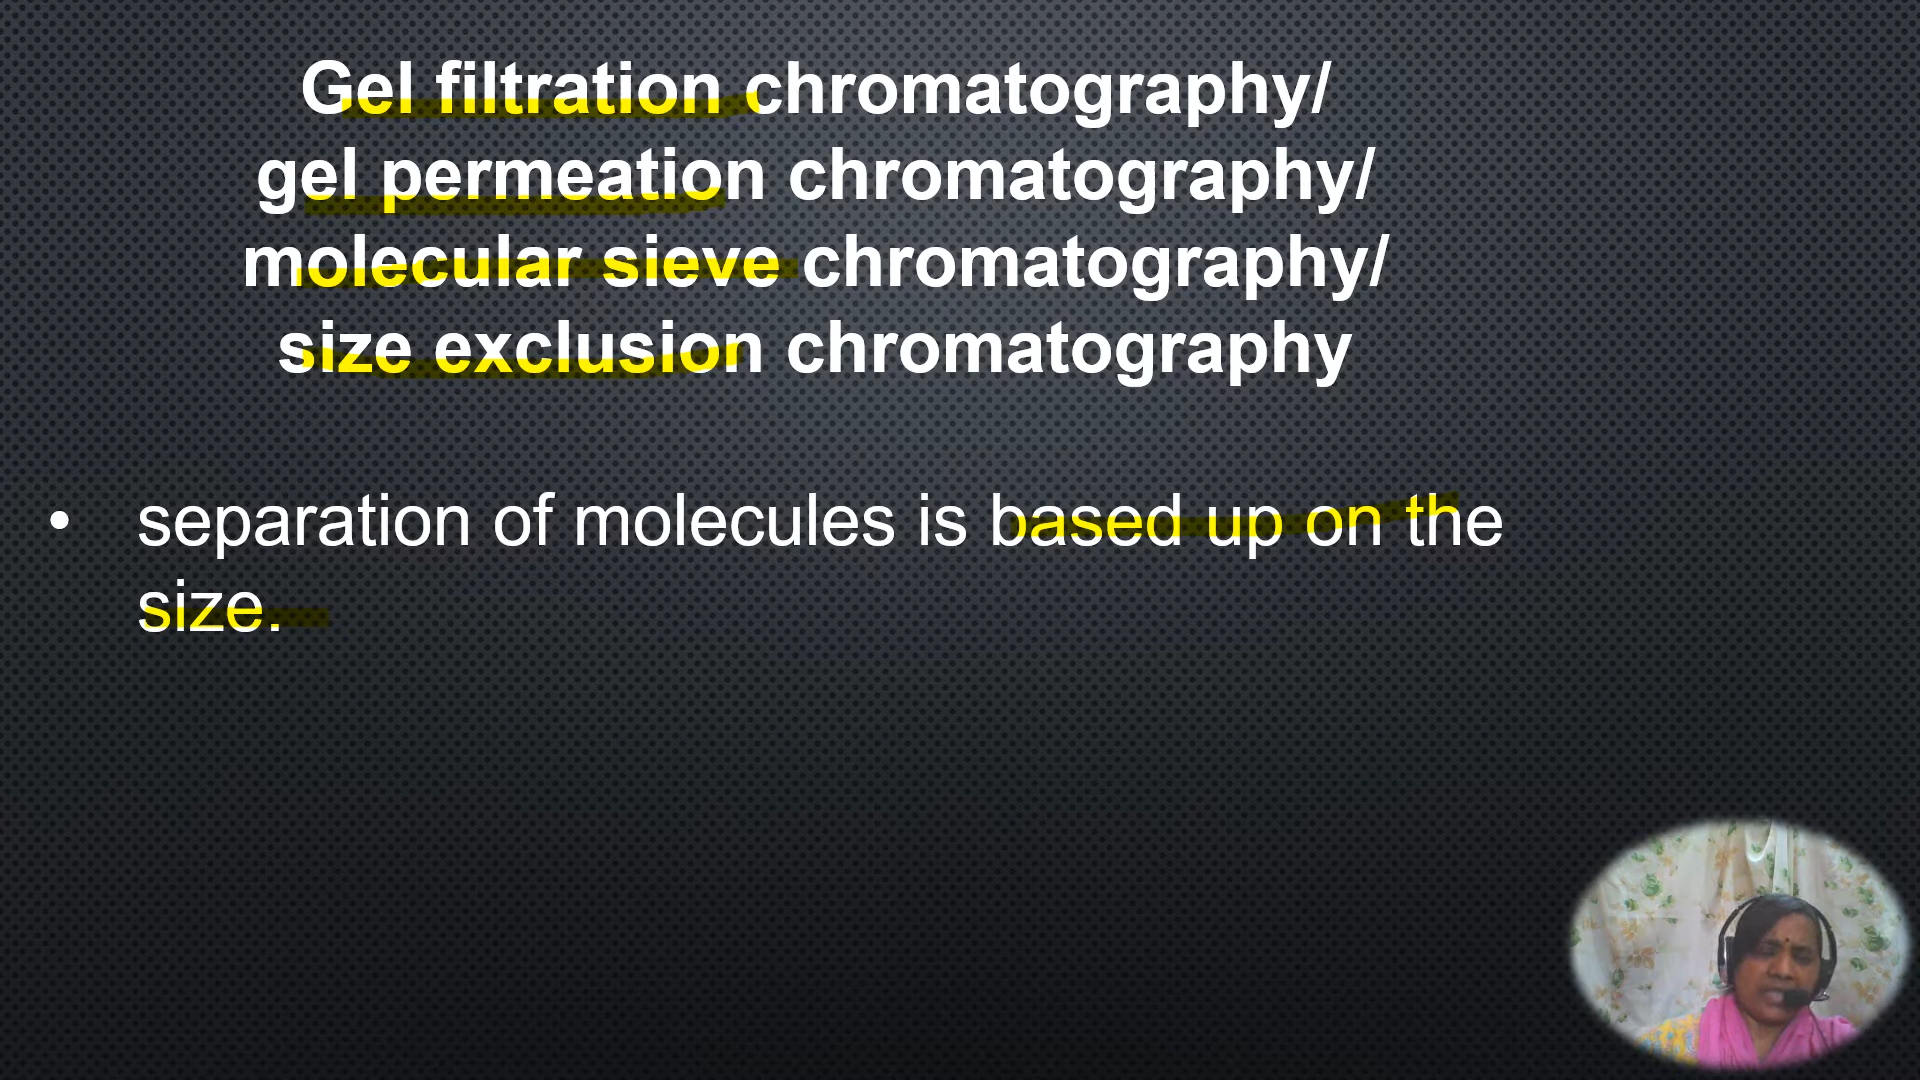 Gel filtration chromatography/
gel permeation chromatography/
molecular sieve chromatography/
size exclusion chromatography
• separation of molecules is based up on the
size.